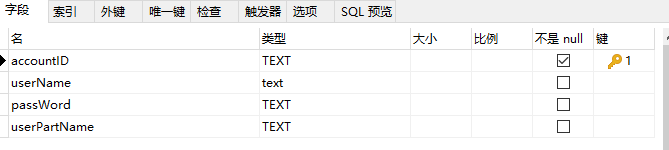 字段 索引 外键 唯一键 检查 触发器 选项 SQL 预览
名 类型 大小 比例 不是 null 键
accountID TEXT 1
userName text
passWord TEXT
userPartName TEXT